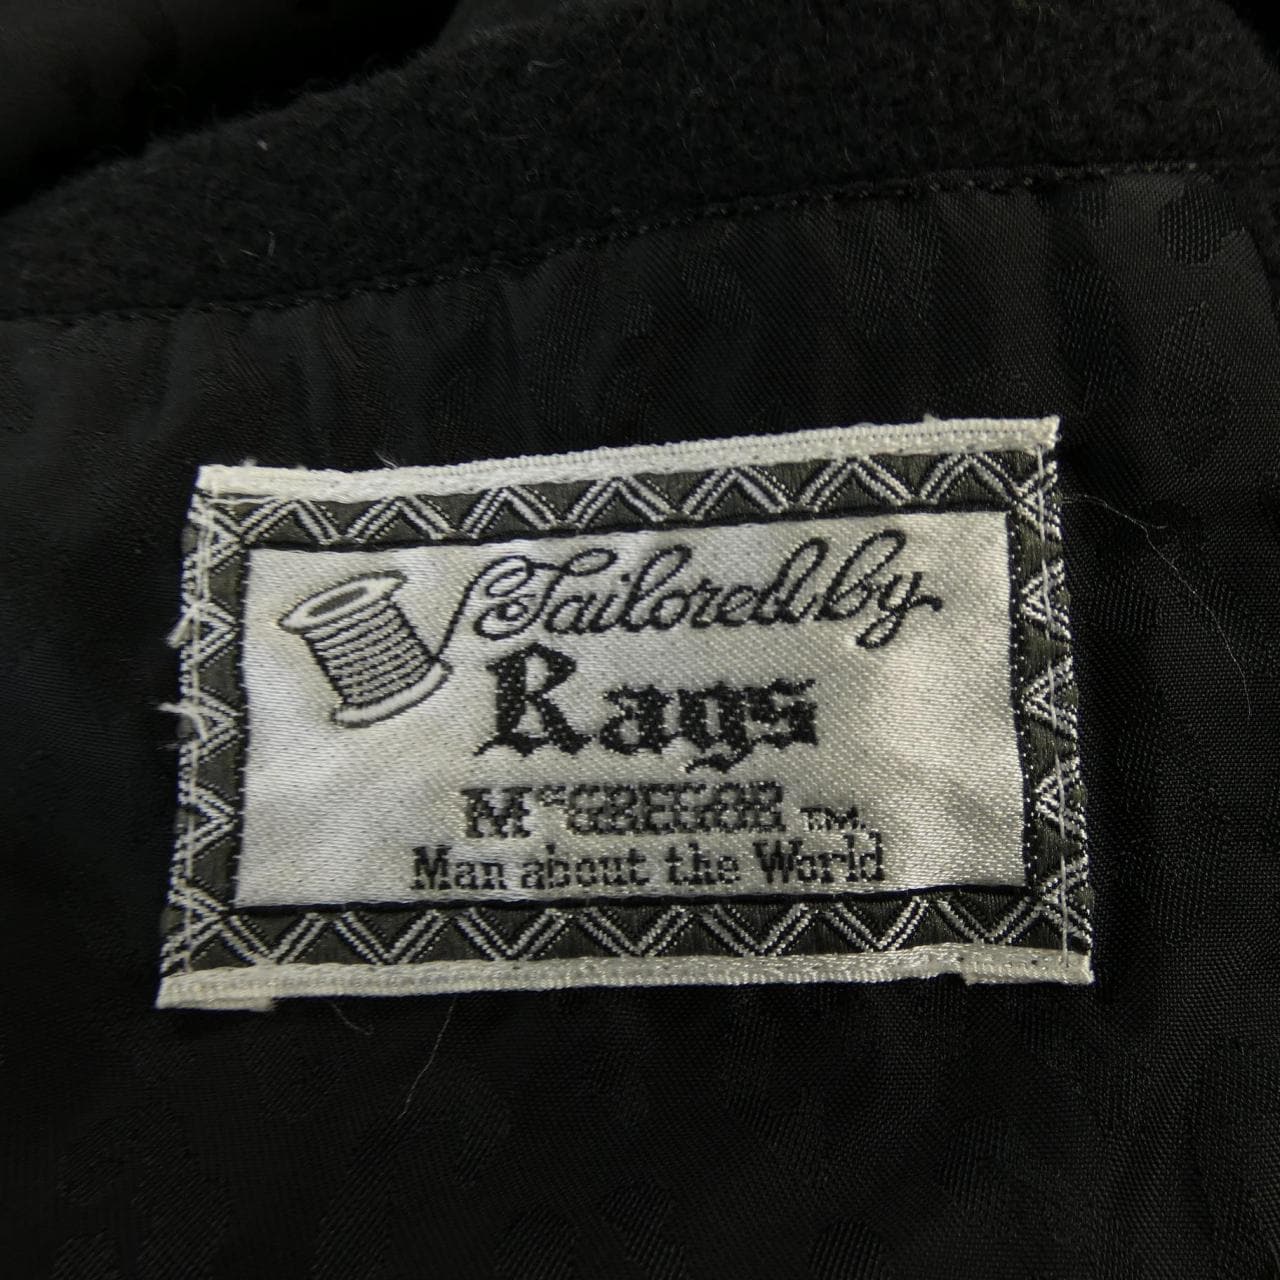 Tailored by
Rags
McGREGOR TM.
Man about the World